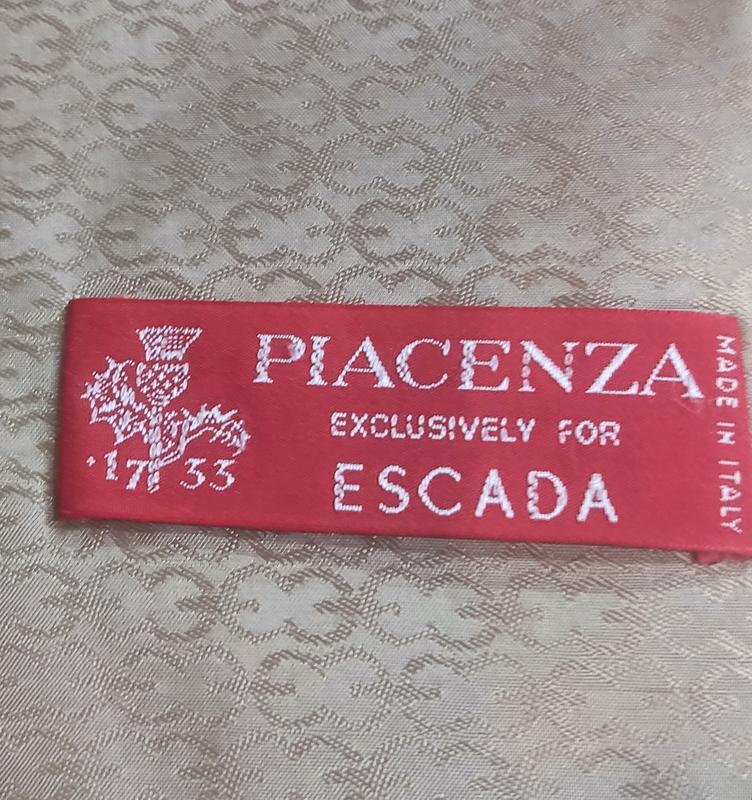 PIACENZA
EXCLUSIVELY FOR
ESCADA
·1733
MADE IN ITALY